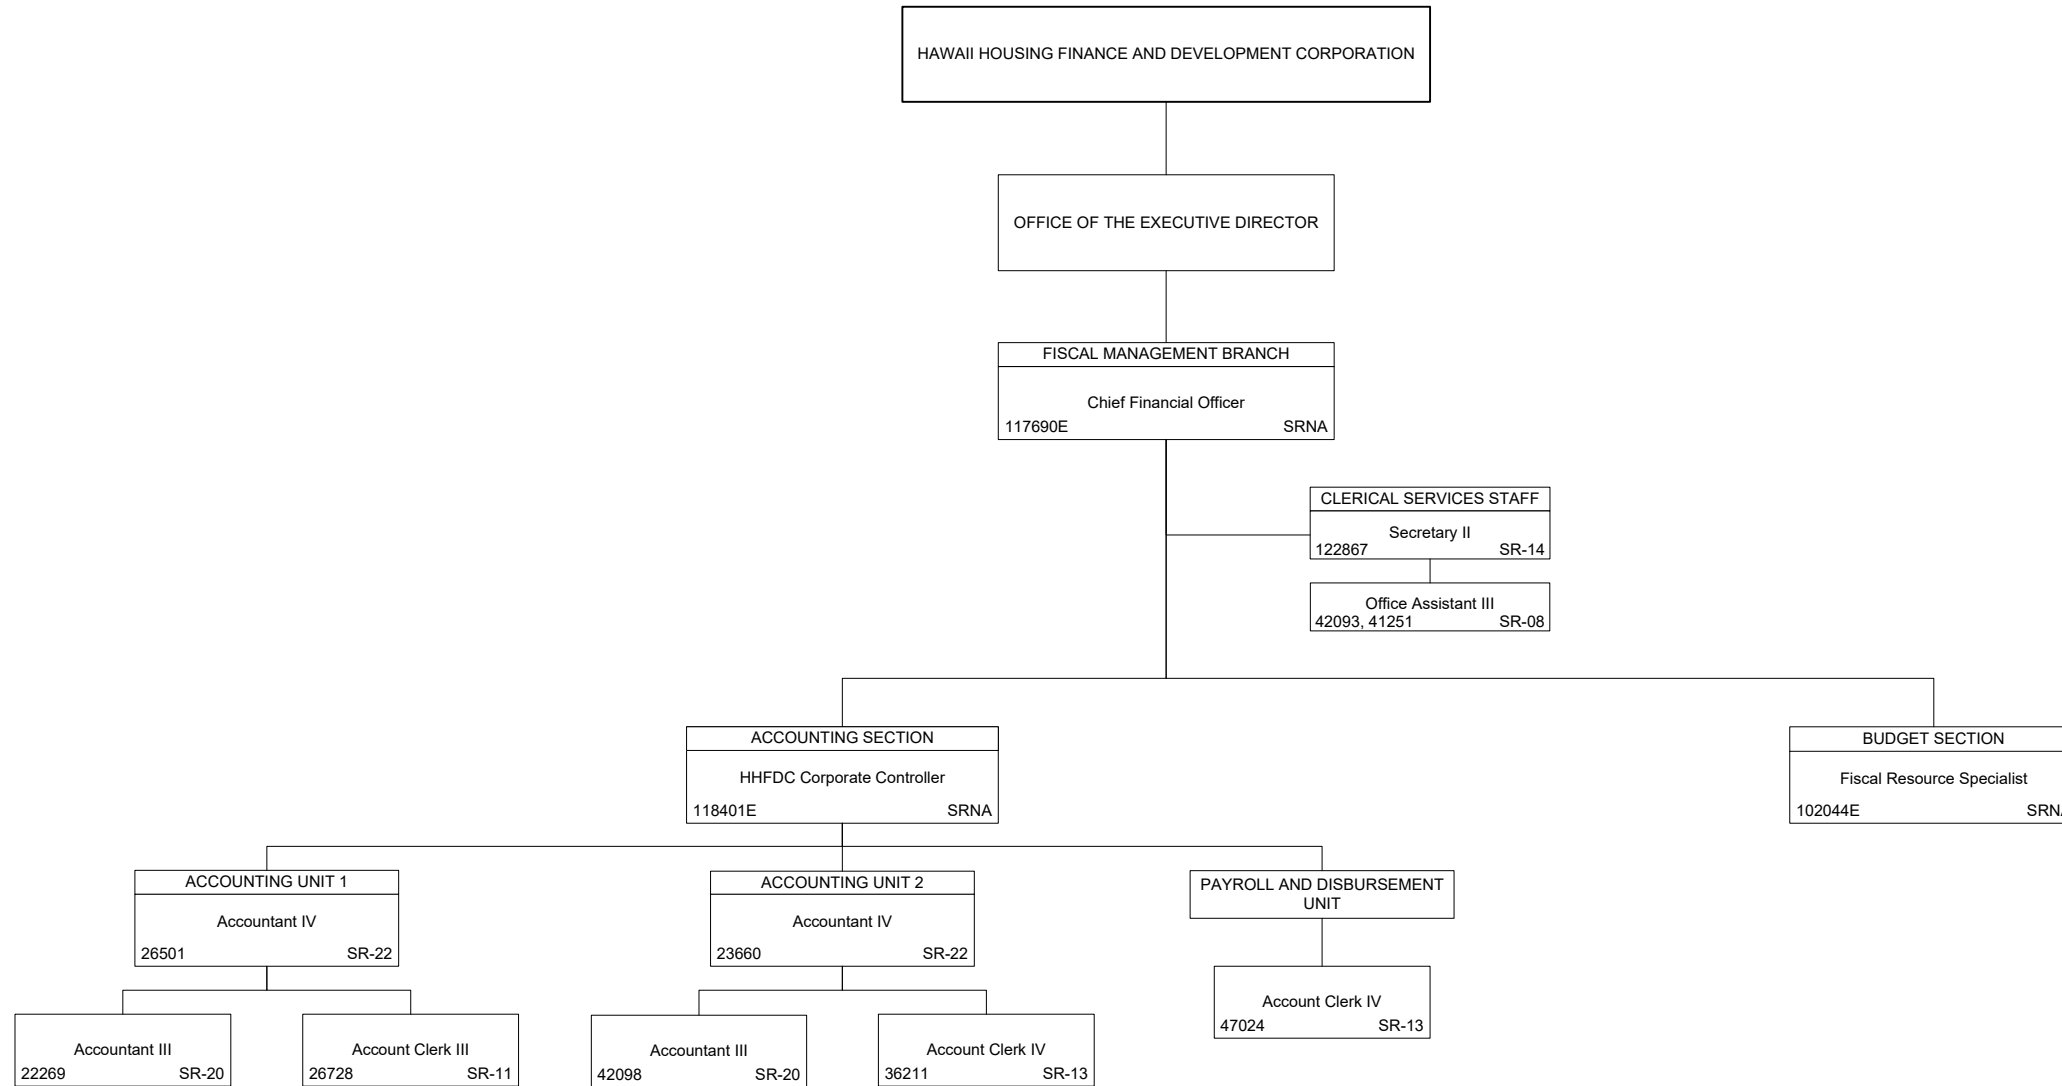 HAWAII HOUSING FINANCE AND DEVELOPMENT CORPORATION
OFFICE OF THE EXECUTIVE DIRECTOR
FISCAL MANAGEMENT BRANCH
Chief Financial Officer
117690E SRNA
CLERICAL SERVICES STAFF
Secretary II
122867 SR-14
Office Assistant III
42093, 41251 SR-08
ACCOUNTING SECTION
HHFDC Corporate Controller
118401E SRNA
BUDGET SECTION
Fiscal Resource Specialist
102044E
ACCOUNTING UNIT 1
Accountant IV
26501 SR-22
ACCOUNTING UNIT 2
Accountant IV
23660 SR-22
PAYROLL AND DISBURSEMENT
UNIT
Accountant III
22269 SR-20
Account Clerk III
26728 SR-11
Accountant III
42098 SR-20
Account Clerk IV
36211 SR-13
Account Clerk IV
47024 SR-13